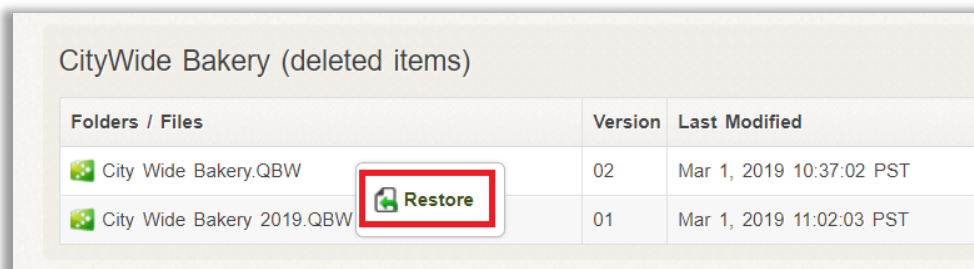 CityWide Bakery (deleted items)
Folders / Files Version Last Modified
City Wide Bakery.QBW 02 Mar 1, 2019 10:37:02 PST
Restore
City Wide Bakery 2019.QBW 01 Mar 1, 2019 11:02:03 PST